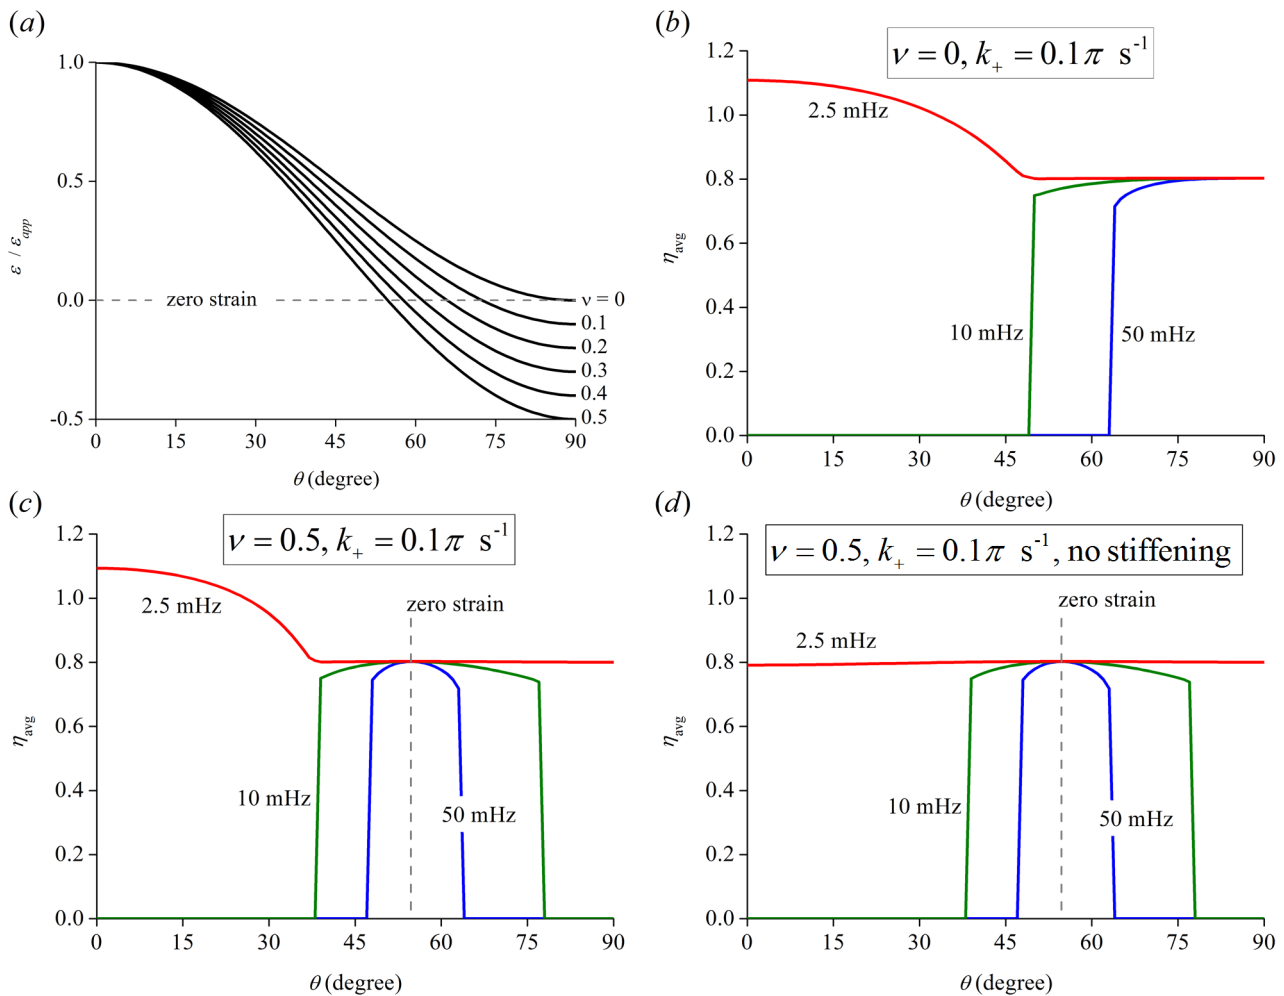 (a)
1.0
0.5
0.0
-0.5
ε / ε_app
zero strain
ν = 0
0.1
0.2
0.3
0.4
0.5
0 15 30 45 60 75 90
θ (degree)
(b)
ν = 0, k₊ = 0.1π s⁻¹
1.2
1.0
0.8
0.6
0.4
0.2
0.0
η_avg
2.5 mHz
10 mHz
50 mHz
0 15 30 45 60 75 90
θ (degree)
(c)
ν = 0.5, k₊ = 0.1π s⁻¹
1.2
1.0
0.8
0.6
0.4
0.2
0.0
η_avg
zero strain
2.5 mHz
10 mHz
50 mHz
0 15 30 45 60 75 90
θ (degree)
(d)
ν = 0.5, k₊ = 0.1π s⁻¹, no stiffening
1.2
1.0
0.8
0.6
0.4
0.2
0.0
η_avg
zero strain
2.5 mHz
10 mHz
50 mHz
0 15 30 45 60 75 90
θ (degree)